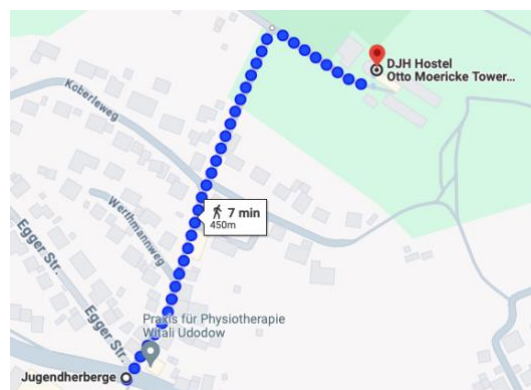 DJH Hostel
Otto Moericke Tower...
Koberleweg
7 min
450m
Werthmannweg
Egger Str.
Egger Str.
Praxis für Physiotherapie
Witali Udodow
Jugendherberge